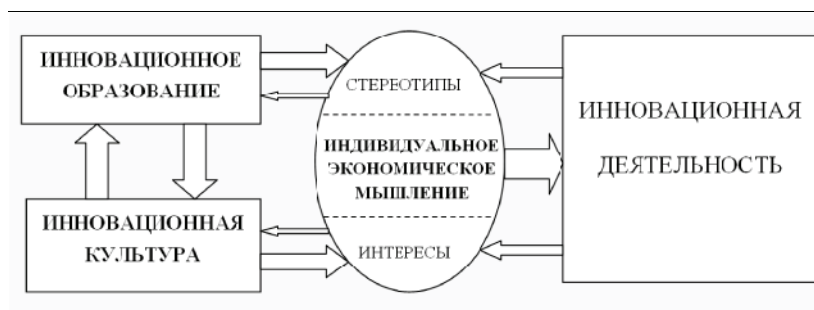 ИННОВАЦИОННОЕ
ОБРАЗОВАНИЕ
ИННОВАЦИОННАЯ
КУЛЬТУРА
СТЕРЕОТИПЫ
ИНДИВИДУАЛЬНОЕ
ЭКОНОМИЧЕСКОЕ
МЫШЛЕНИЕ
ИНТЕРЕСЫ
ИННОВАЦИОННАЯ
ДЕЯТЕЛЬНОСТЬ